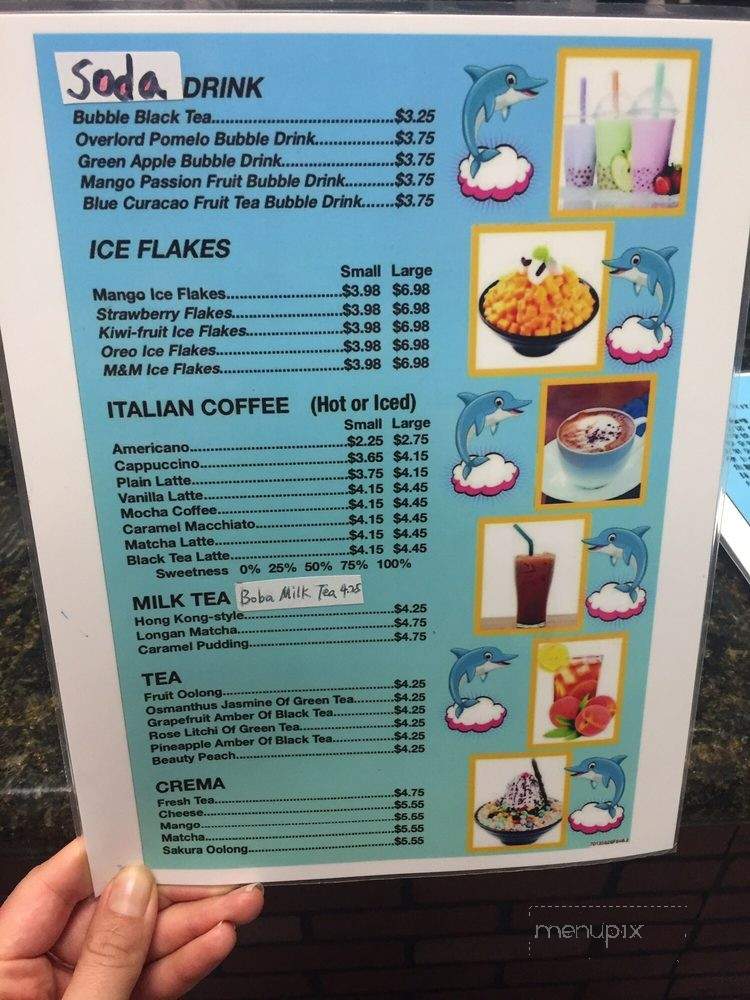 Soda DRINK
Bubble Black Tea..............................$3.25
Overlord Pomelo Bubble Drink.............$3.75
Green Apple Bubble Drink...................$3.75
Mango Passion Fruit Bubble Drink........$3.75
Blue Curacao Fruit Tea Bubble Drink......$3.75
ICE FLAKES
Small Large
Mango Ice Flakes....................$3.98 $6.98
Strawberry Flakes...................$3.98 $6.98
Kiwi-fruit Ice Flakes.................$3.98 $6.98
Oreo Ice Flakes......................$3.98 $6.98
M&M Ice Flakes.....................$3.98 $6.98
ITALIAN COFFEE (Hot or Iced)
Small Large
Americano.............................$2.25 $2.75
Cappuccino...........................$3.65 $4.15
Plain Latte.............................$3.75 $4.15
Vanilla Latte...........................$4.15 $4.45
Mocha Coffee........................$4.15 $4.45
Caramel Macchiato.................$4.15 $4.45
Matcha Latte..........................$4.15 $4.45
Black Tea Latte.......................$4.15 $4.45
Sweetness 0% 25% 50% 75% 100%
MILK TEA Boba Milk Tea 4.25
Hong Kong-style..............................$4.25
Longan Matcha................................$4.75
Caramel Pudding..............................$4.75
TEA
Fruit Oolong....................................$4.25
Osmanthus Jasmine Of Green Tea..........$4.25
Grapefruit Amber Of Black Tea..............$4.25
Rose Litchi Of Green Tea.....................$4.25
Pineapple Amber Of Black Tea...............$4.25
Beauty Peach...................................$4.25
CREMA
Fresh Tea........................................$4.75
Cheese...........................................$5.55
Mango............................................$5.55
Matcha...........................................$5.55
Sakura Oolong..................................$5.55
menupix